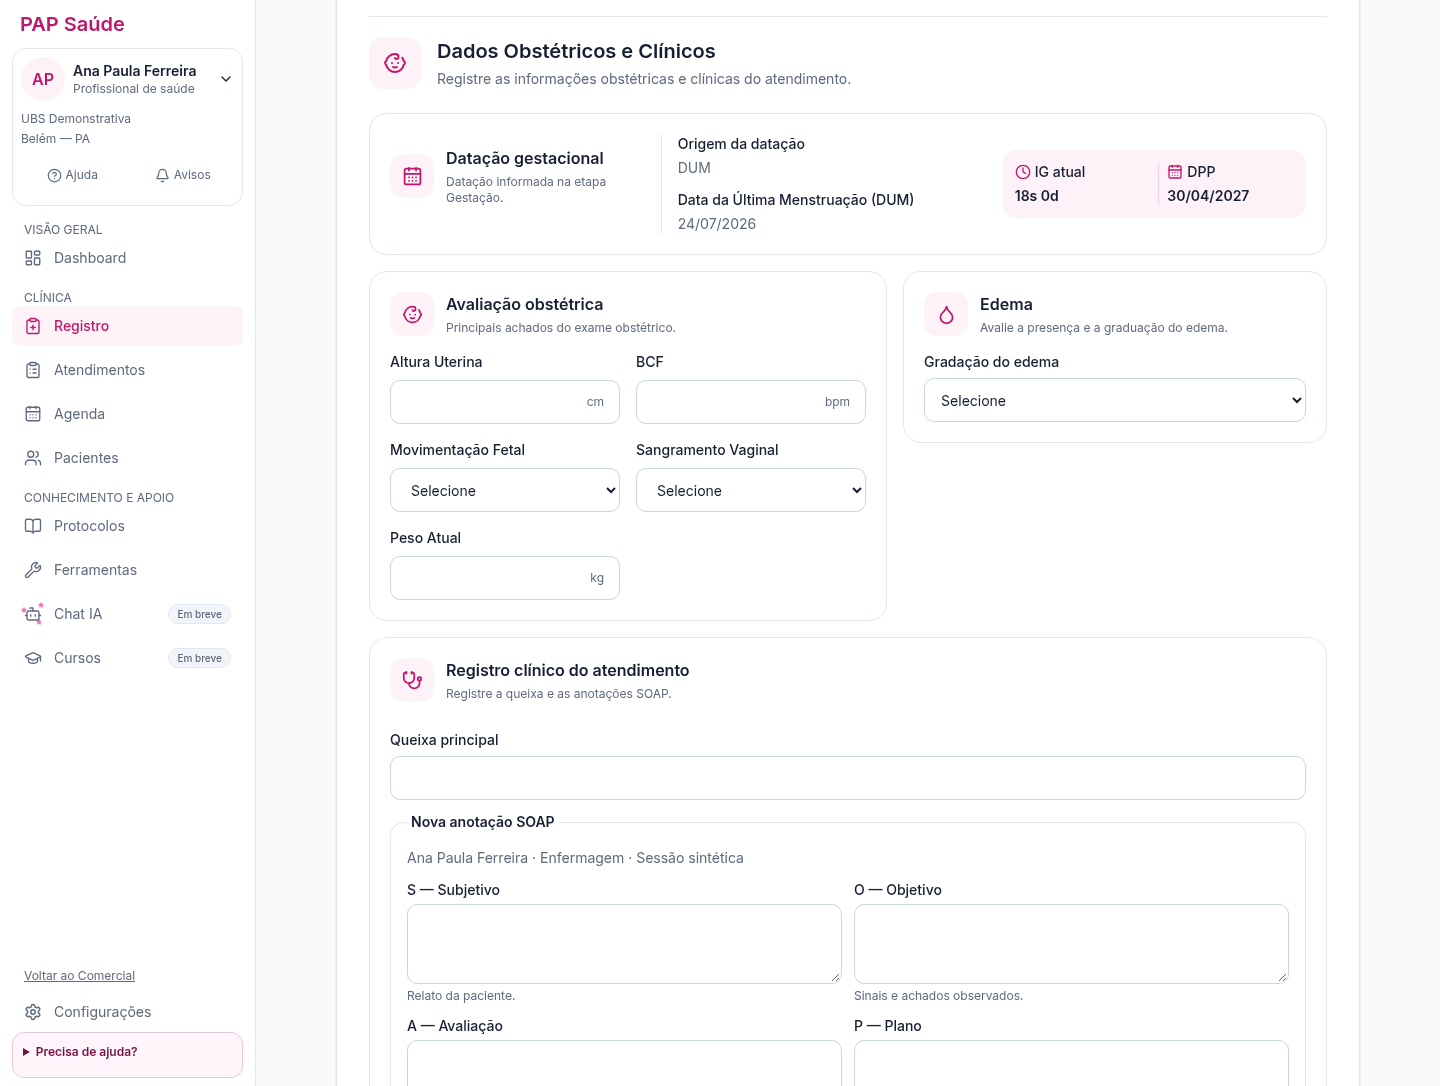 PAP Saúde
AP
Ana Paula Ferreira
Profissional de saúde
UBS Demonstrativa
Belém — PA
Ajuda
Avisos
VISÃO GERAL
Dashboard
CLÍNICA
Registro
Atendimentos
Agenda
Pacientes
CONHECIMENTO E APOIO
Protocolos
Ferramentas
Chat IA
Em breve
Cursos
Em breve
Voltar ao Comercial
Configurações
Precisa de ajuda?
Dados Obstétricos e Clínicos
Registre as informações obstétricas e clínicas do atendimento.
Datação gestacional
Datação informada na etapa
Gestação.
Origem da datação
DUM
Data da Última Menstruação (DUM)
24/07/2026
IG atual
18s 0d
DPP
30/04/2027
Avaliação obstétrica
Principais achados do exame obstétrico.
Altura Uterina
cm
BCF
bpm
Movimentação Fetal
Selecione
Sangramento Vaginal
Selecione
Peso Atual
kg
Edema
Avalie a presença e a graduação do edema.
Gradação do edema
Selecione
Registro clínico do atendimento
Registre a queixa e as anotações SOAP.
Queixa principal
Nova anotação SOAP
Ana Paula Ferreira · Enfermagem · Sessão sintética
S — Subjetivo
Relato da paciente.
O — Objetivo
Sinais e achados observados.
A — Avaliação
P — Plano